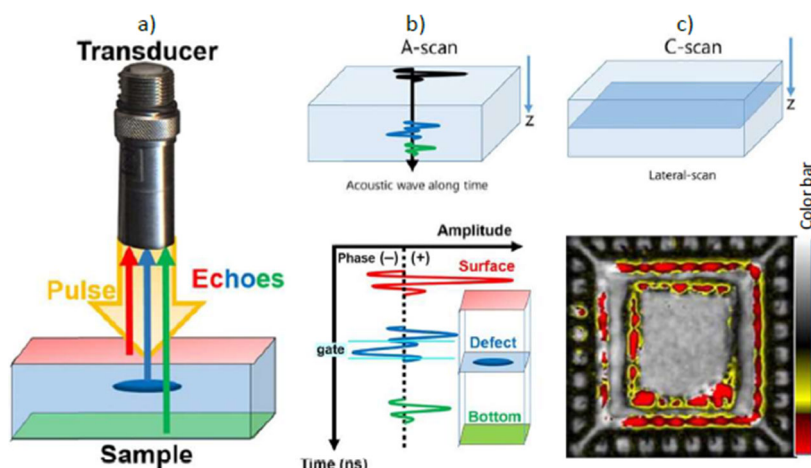 a)
Transducer
Pulse
Echoes
Sample
b)
A-scan
Z
Acoustic wave along time
Amplitude
Phase (−) (+)
Surface
gate
Defect
Bottom
Time (ns)
c)
C-scan
Z
Lateral-scan
Color bar